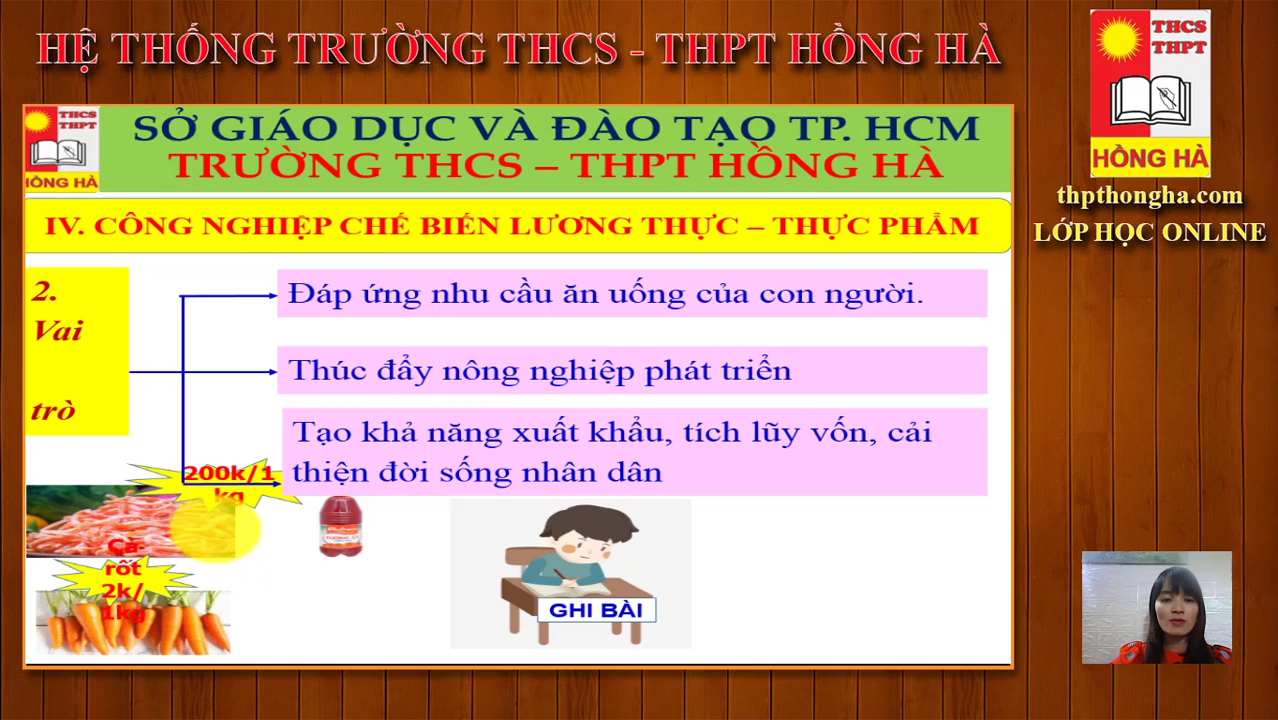 HỆ THỐNG TRƯỜNG THCS - THPT HỒNG HÀ
THCS
THPT
HỒNG HÀ
thpthongha.com
LỚP HỌC ONLINE
THCS
THPT
HỒNG HÀ
SỞ GIÁO DỤC VÀ ĐÀO TẠO TP. HCM
TRƯỜNG THCS – THPT HỒNG HÀ
IV. CÔNG NGHIỆP CHẾ BIẾN LƯƠNG THỰC – THỰC PHẨM
2.
Vai
trò
Đáp ứng nhu cầu ăn uống của con người.
Thúc đẩy nông nghiệp phát triển
Tạo khả năng xuất khẩu, tích lũy vốn, cải
thiện đời sống nhân dân
200k/1
kg
Cà
rốt
2k/
1kg
GHI BÀI